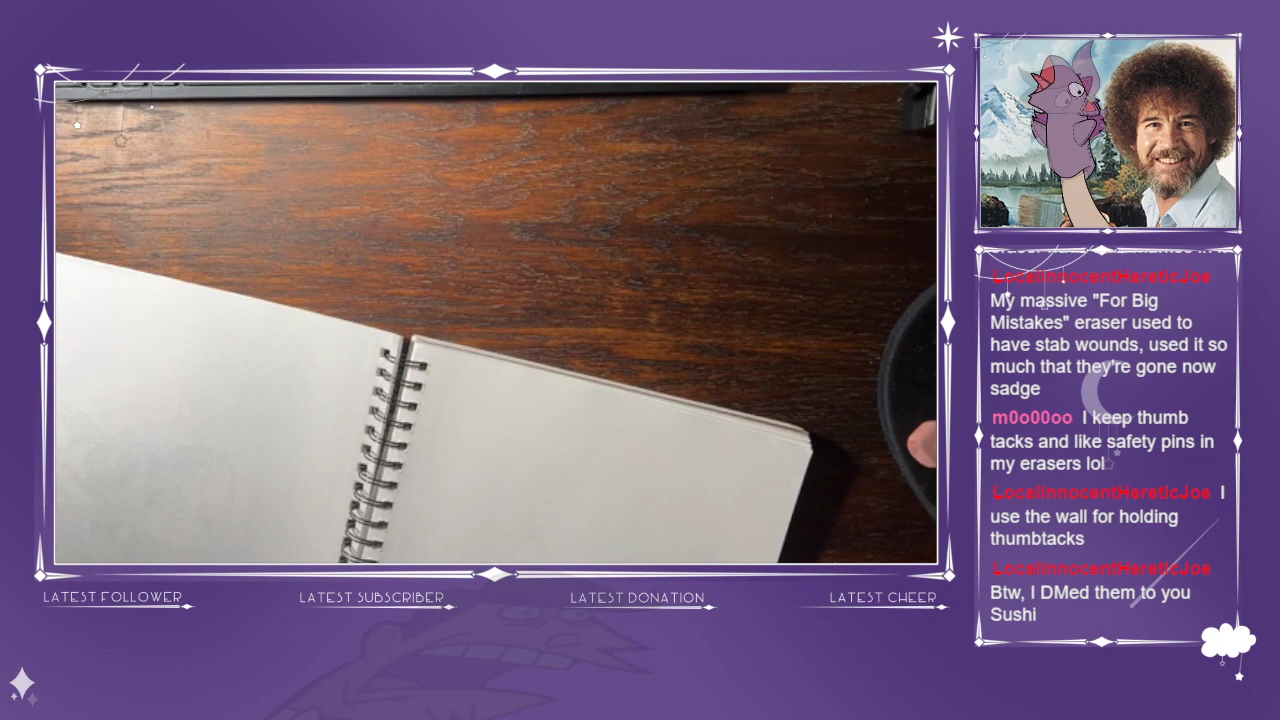 LocalInnocentHereticJoe
My massive "For Big
Mistakes" eraser used to
have stab wounds, used it so
much that they're gone now
sadge
m0o00oo I keep thumb
tacks and like safety pins in
my erasers lol
LocalInnocentHereticJoe I
use the wall for holding
thumbtacks
LocalInnocentHereticJoe
Btw, I DMed them to you
Sushi
LATEST FOLLOWER
LATEST SUBSCRIBER
LATEST DONATION
LATEST CHEER